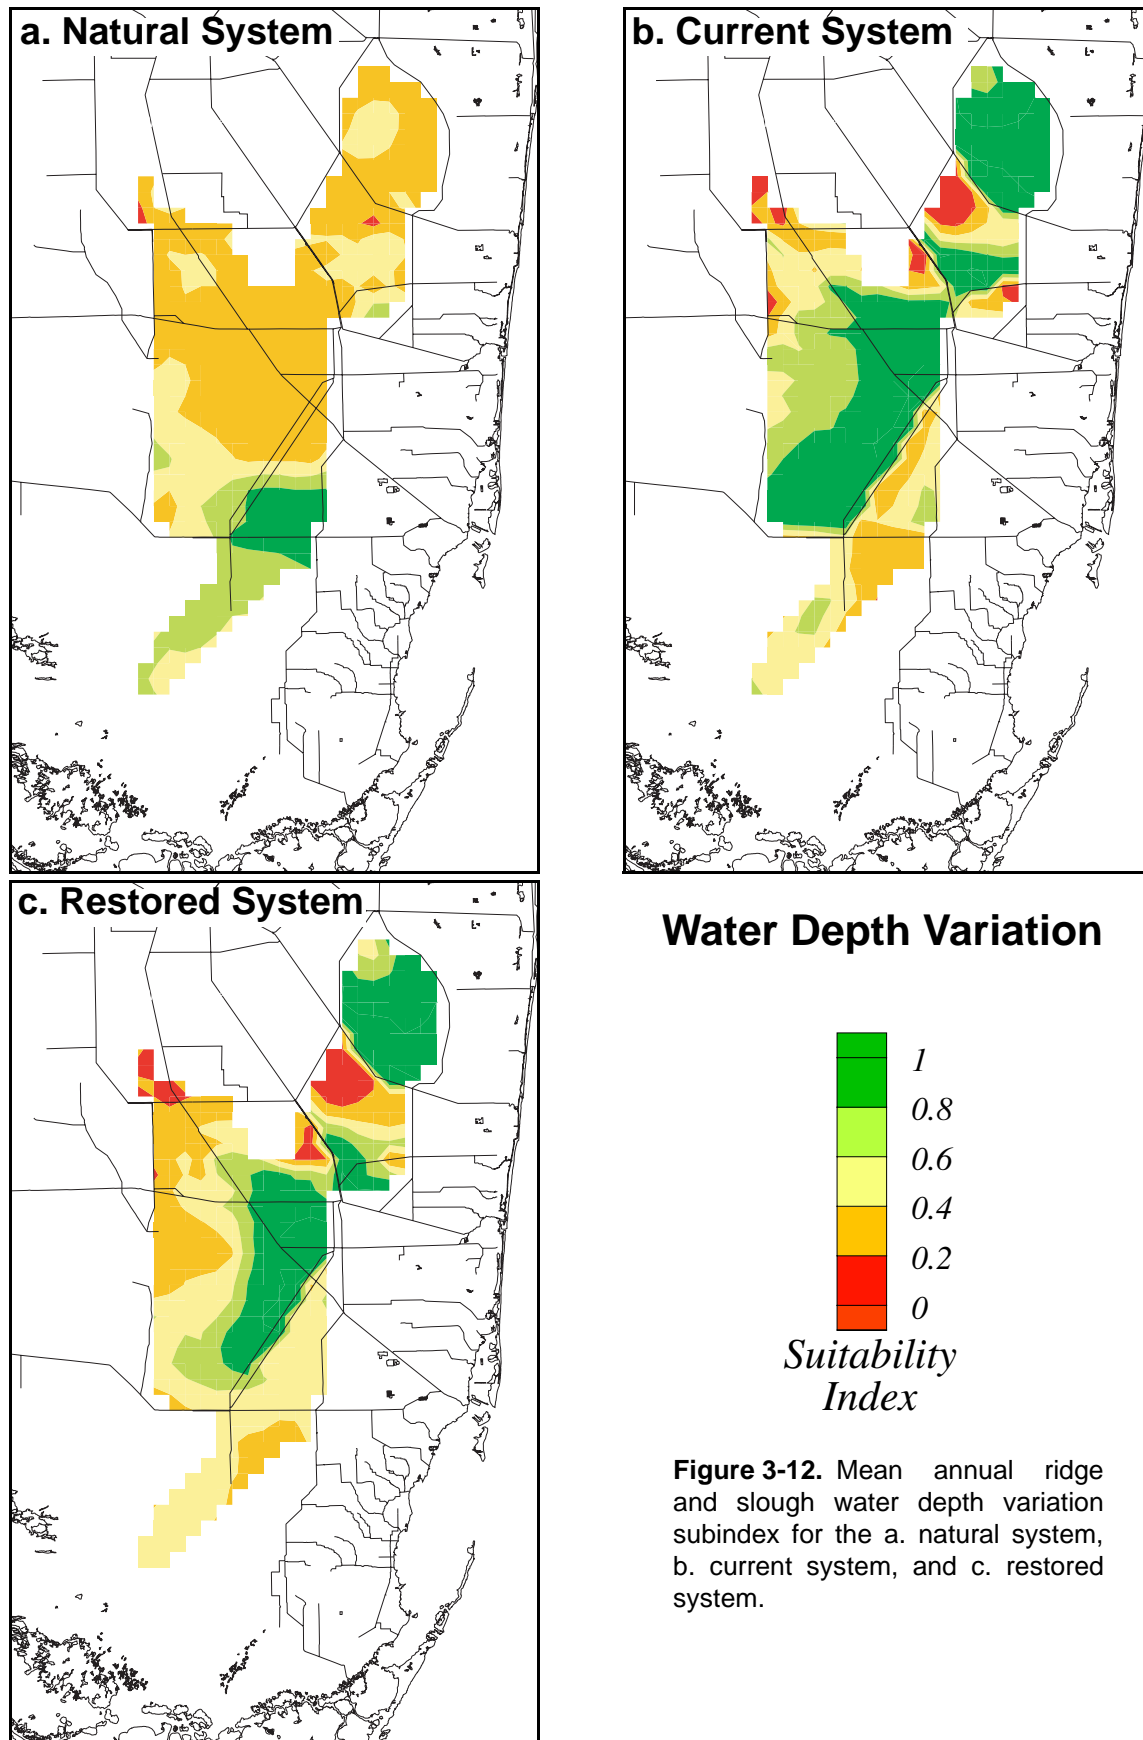 a. Natural System
b. Current System
c. Restored System
Water Depth Variation
1
0.8
0.6
0.4
0.2
0
Suitability
Index
Figure 3-12. Mean annual ridge
and slough water depth variation
subindex for the a. natural system,
b. current system, and c. restored
system.